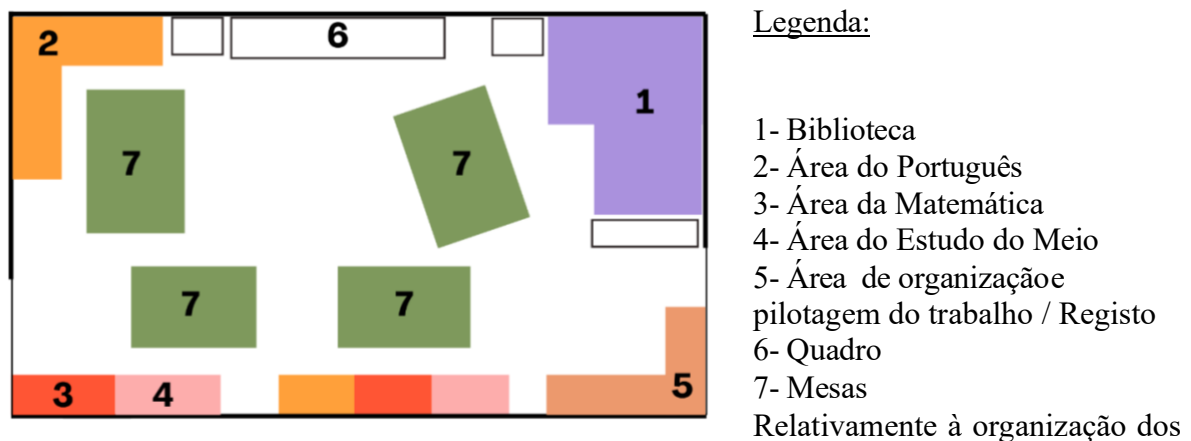 2
6
1
7
7
7
7
3
4
5
Legenda:
1- Biblioteca
2- Área do Português
3- Área da Matemática
4- Área do Estudo do Meio
5- Área de organizaçãoe
pilotagem do trabalho / Registo
6- Quadro
7- Mesas
Relativamente à organização dos